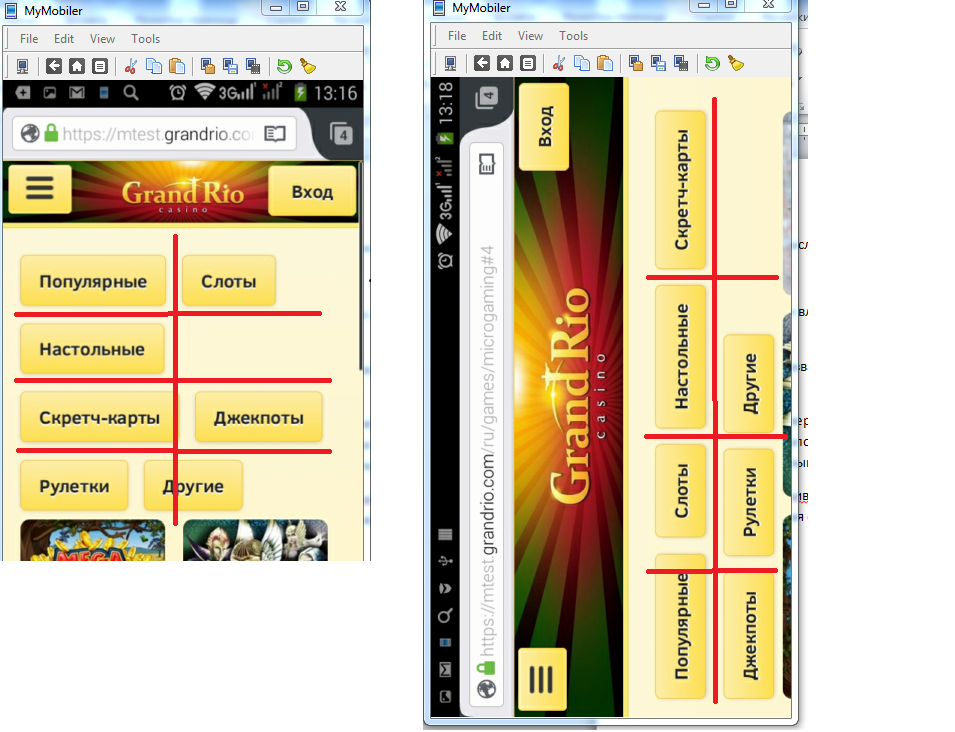 MyMobiler
File Edit View Tools
3G 13:16
https://mtest.grandrio.co
4
Grand Rio
casino
Вход
Популярные Слоты
Настольные
Скретч-карты Джекпоты
Рулетки Другие
MEGA
MyMobiler
File Edit View Tools
3G 13:18
https://mtest.grandrio.com/ru/games/microgaming#4
4
Grand Rio
casino
Вход
Популярные Слоты Настольные Скретч-карты
Джекпоты Рулетки Другие